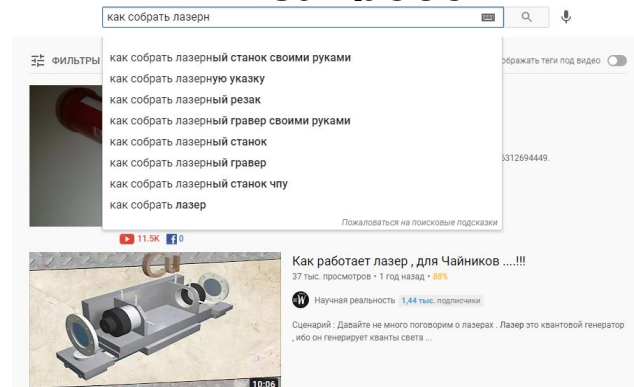 как собрать лазерн
ФИЛЬТРЫ
ображать теги под видео
как собрать лазерный станок своими руками
как собрать лазерную указку
как собрать лазерный резак
как собрать лазерный гравер своими руками
как собрать лазерный станок
как собрать лазерный гравер
6312694449.
как собрать лазерный станок чпу
как собрать лазер
Пожаловаться на поисковые подсказки
11.5K f 0
Как работает лазер , для Чайников ....!!!
37 тыс. просмотров • 1 год назад • 88%
Научная реальность 1,44 тыс. подписчики
Сценарий : Давайте не много поговорим о лазерах . Лазер это квантовой генератор
, ибо он генерирует кванты света ...
Cu
10:06